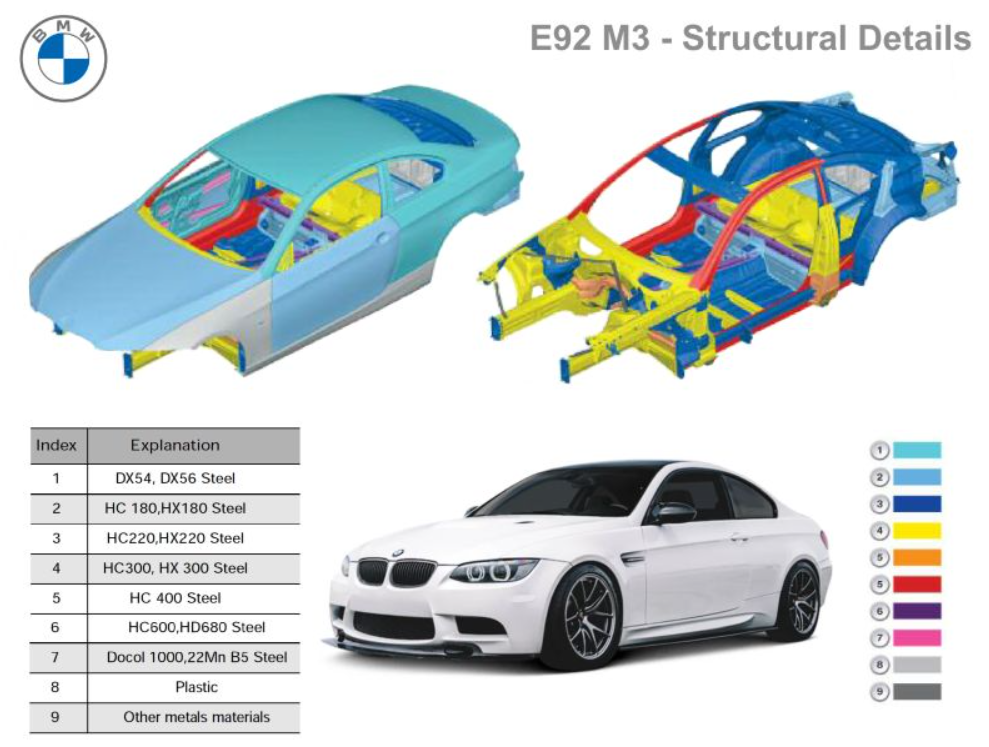 BMW
E92 M3 - Structural Details
Index Explanation
1 DX54, DX56 Steel
2 HC 180,HX180 Steel
3 HC220,HX220 Steel
4 HC300, HX 300 Steel
5 HC 400 Steel
6 HC600,HD680 Steel
7 Docol 1000,22Mn B5 Steel
8 Plastic
9 Other metals materials
1
2
3
4
5
5
6
7
8
9